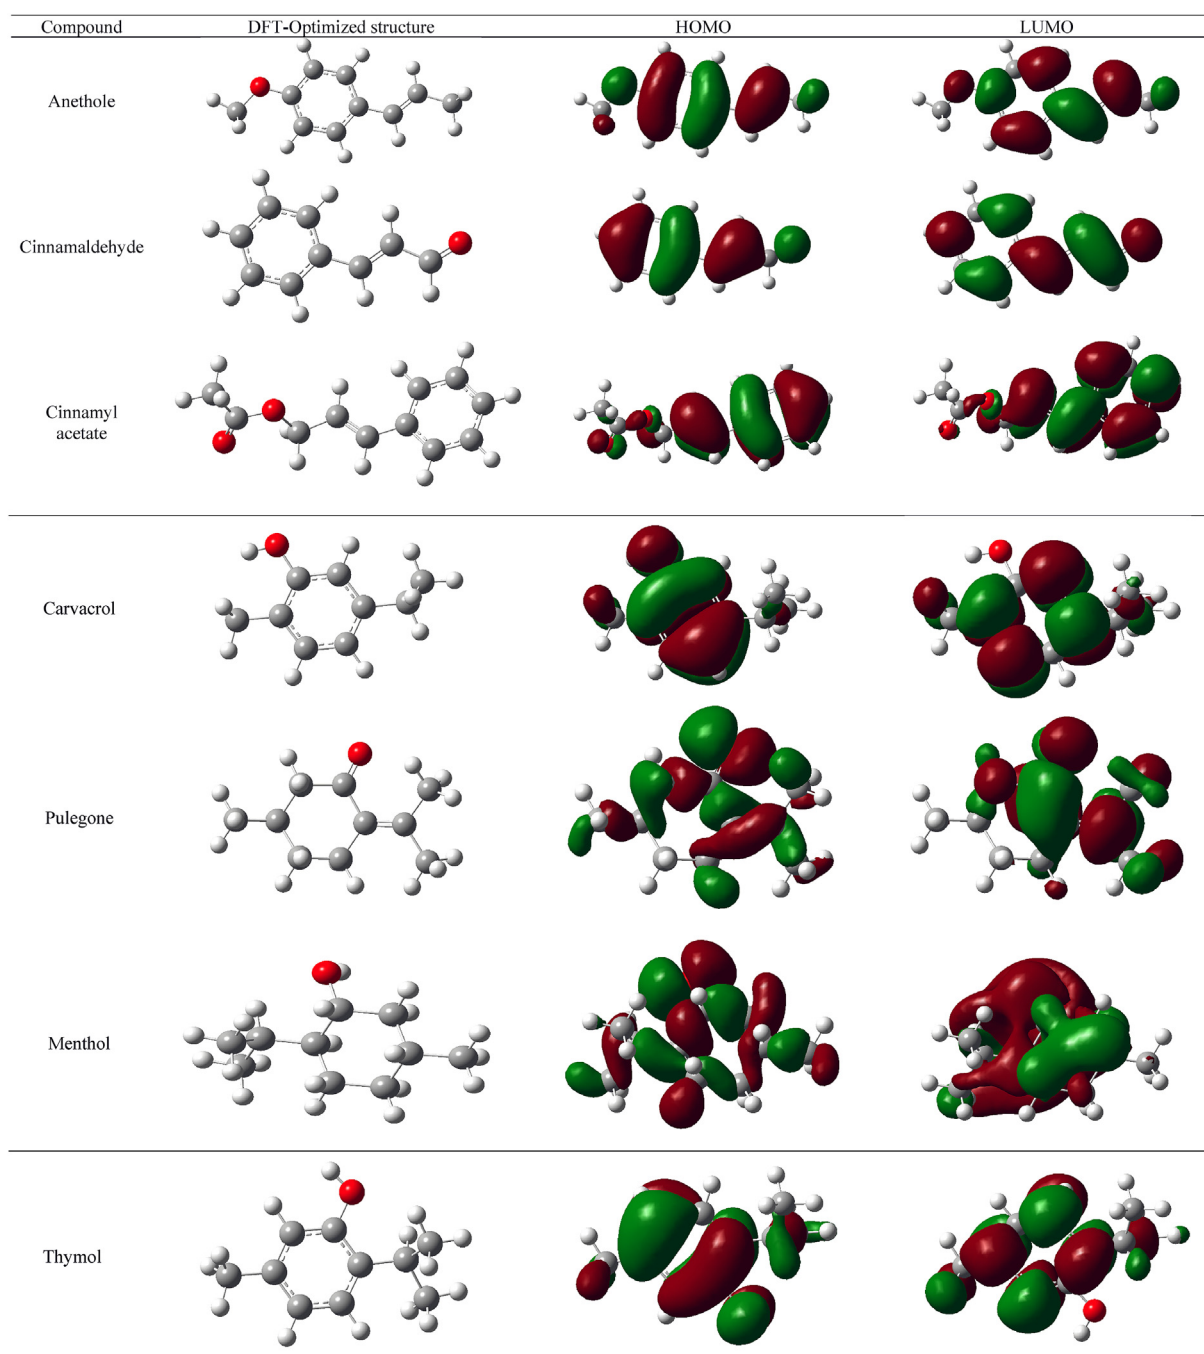 Compound DFT-Optimized structure HOMO LUMO
Anethole
Cinnamaldehyde
Cinnamyl
acetate
Carvacrol
Pulegone
Menthol
Thymol